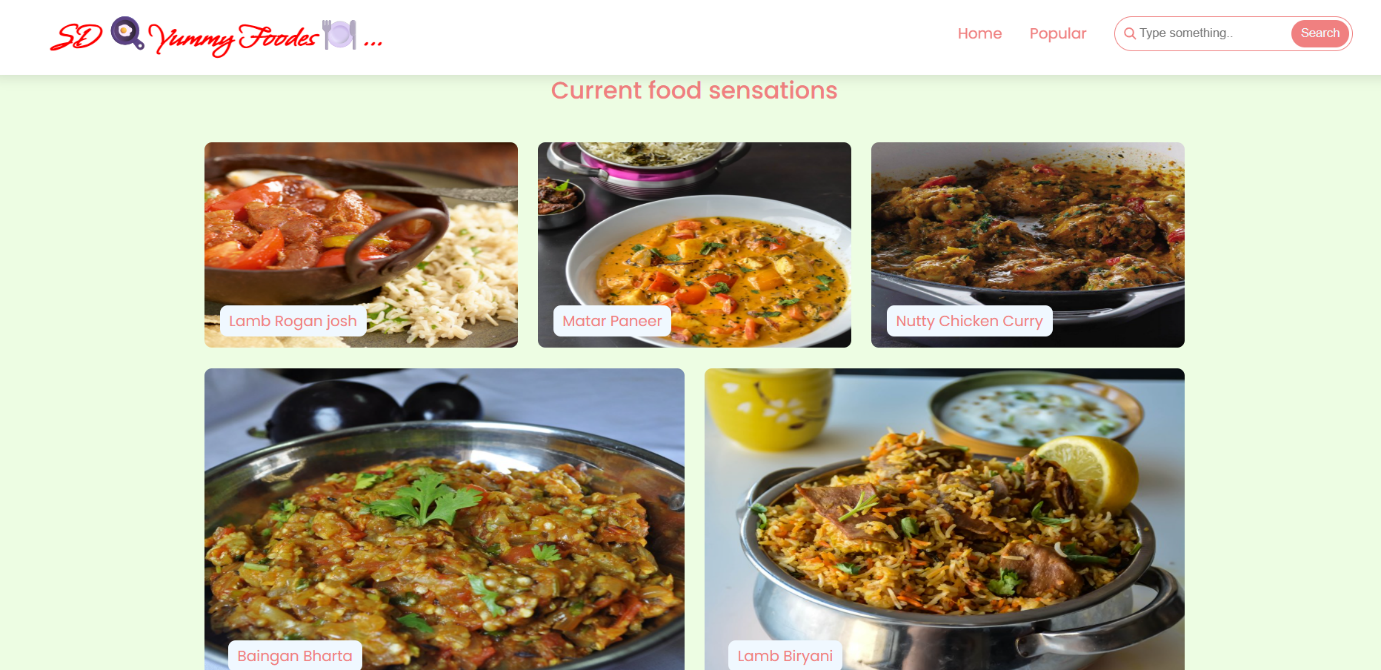 SD Yummy Foodes ...
Home Popular Type something.. Search
Current food sensations
Lamb Rogan josh Matar Paneer Nutty Chicken Curry
Baingan Bharta Lamb Biryani